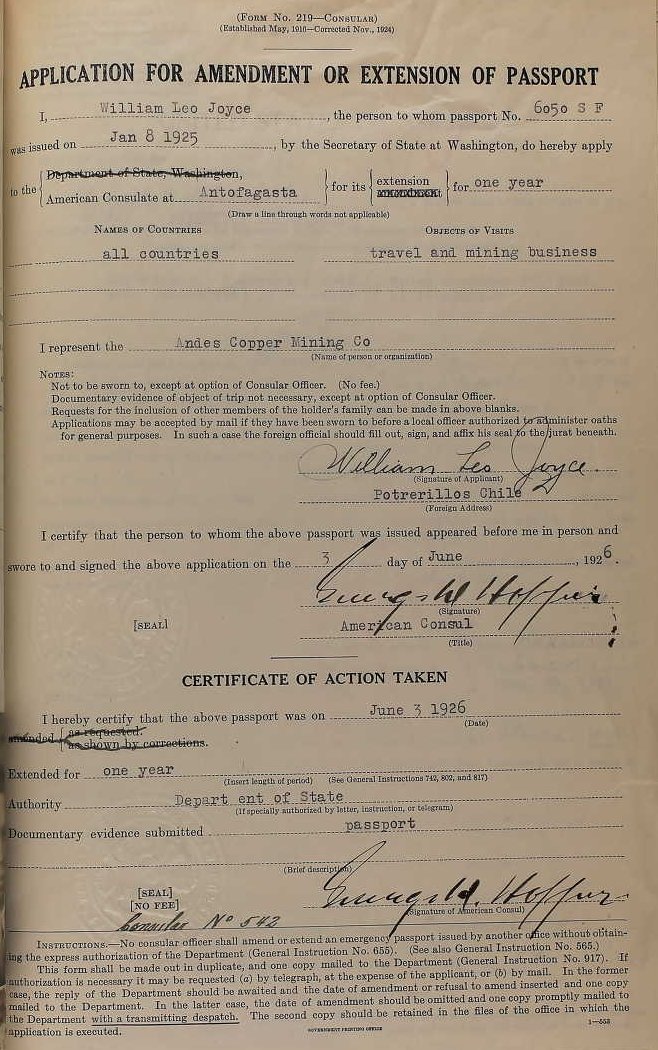 (Form No. 219—Consular)
(Established May, 1910—Corrected Nov., 1924)
APPLICATION FOR AMENDMENT OR EXTENSION OF PASSPORT
I, William Leo Joyce, the person to whom passport No. 6050 S F
was issued on Jan 8 1925, by the Secretary of State at Washington, do hereby apply
to the { Department of State, Washington, American Consulate at Antofagasta } for its { extension } for one year
(Draw a line through words not applicable)
Names of Countries Objects of Visits
all countries travel and mining business
I represent the Andes Copper Mining Co
(Name of person or organization)
Notes:
Not to be sworn to, except at option of Consular Officer. (No fee.)
Documentary evidence of object of trip not necessary, except at option of Consular Officer.
Requests for the inclusion of other members of the holder's family can be made in above blanks.
Applications may be accepted by mail if they have been sworn to before a local officer authorized to administer oaths
for general purposes. In such a case the foreign official should fill out, sign, and affix his seal to the jurat beneath.
William Leo Joyce.
(Signature of Applicant)
Potrerillos Chile
(Foreign Address)
I certify that the person to whom the above passport was issued appeared before me in person and
swore to and signed the above application on the 3 day of June, 1926.
(Signature)
[SEAL] American Consul
(Title)
CERTIFICATE OF ACTION TAKEN
I hereby certify that the above passport was on June 3 1926
(Date)
amended { as requested.
as shown by corrections.
Extended for one year
(Insert length of period) (See General Instructions 742, 802, and 817)
Authority Depart ent of State
(If specially authorized by letter, instruction, or telegram)
Documentary evidence submitted passport
(Brief description)
[SEAL]
[NO FEE]
(Signature of American Consul)
Consular No 542
Instructions.—No consular officer shall amend or extend an emergency passport issued by another office without obtain-
ing the express authorization of the Department (General Instruction No. 655). (See also General Instruction No. 565.)
This form shall be made out in duplicate, and one copy mailed to the Department (General Instruction No. 917). If
authorization is necessary it may be requested (a) by telegraph, at the expense of the applicant, or (b) by mail. In the former
case, the reply of the Department should be awaited and the date of amendment or refusal to amend inserted and one copy
mailed to the Department. In the latter case, the date of amendment should be omitted and one copy promptly mailed to
the Department with a transmitting despatch. The second copy should be retained in the files of the office in which the
application is executed.
GOVERNMENT PRINTING OFFICE
1—553